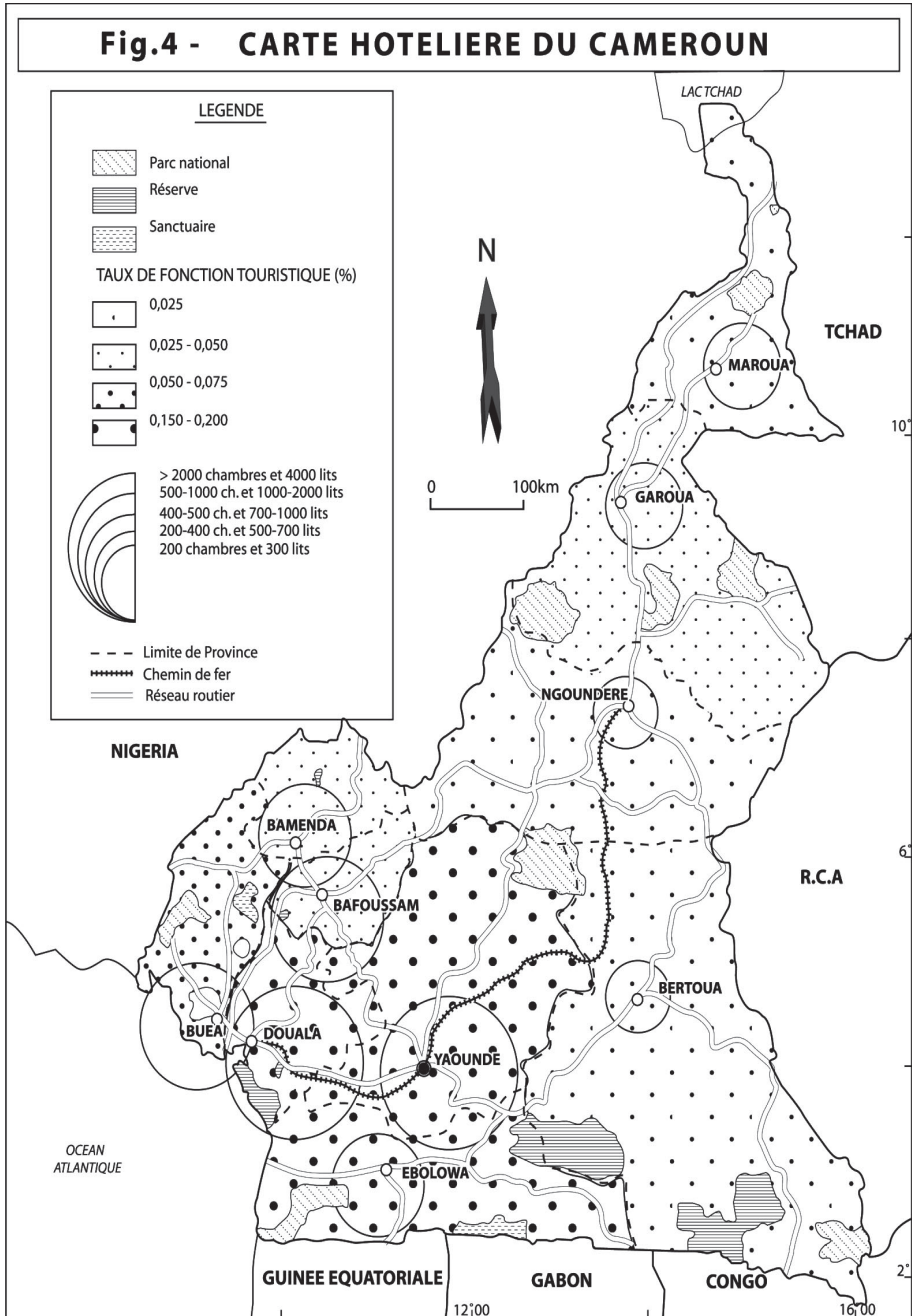 Fig.4 - CARTE HOTELIERE DU CAMEROUN
LEGENDE
Parc national
Réserve
Sanctuaire
TAUX DE FONCTION TOURISTIQUE (%)
0,025
0,025 - 0,050
0,050 - 0,075
0,150 - 0,200
> 2000 chambres et 4000 lits
500-1000 ch. et 1000-2000 lits
400-500 ch. et 700-1000 lits
200-400 ch. et 500-700 lits
200 chambres et 300 lits
Limite de Province
Chemin de fer
Réseau routier
LAC TCHAD
N
0 100km
TCHAD
MAROUA
10°
GAROUA
NGOUNDERE
NIGERIA
BAMENDA
6°
R.C.A
BAFOUSSAM
BERTOUA
BUEA
DOUALA
YAOUNDE
OCEAN
ATLANTIQUE
EBOLOWA
GUINEE EQUATORIALE
GABON
CONGO
2°
12°00
16°00